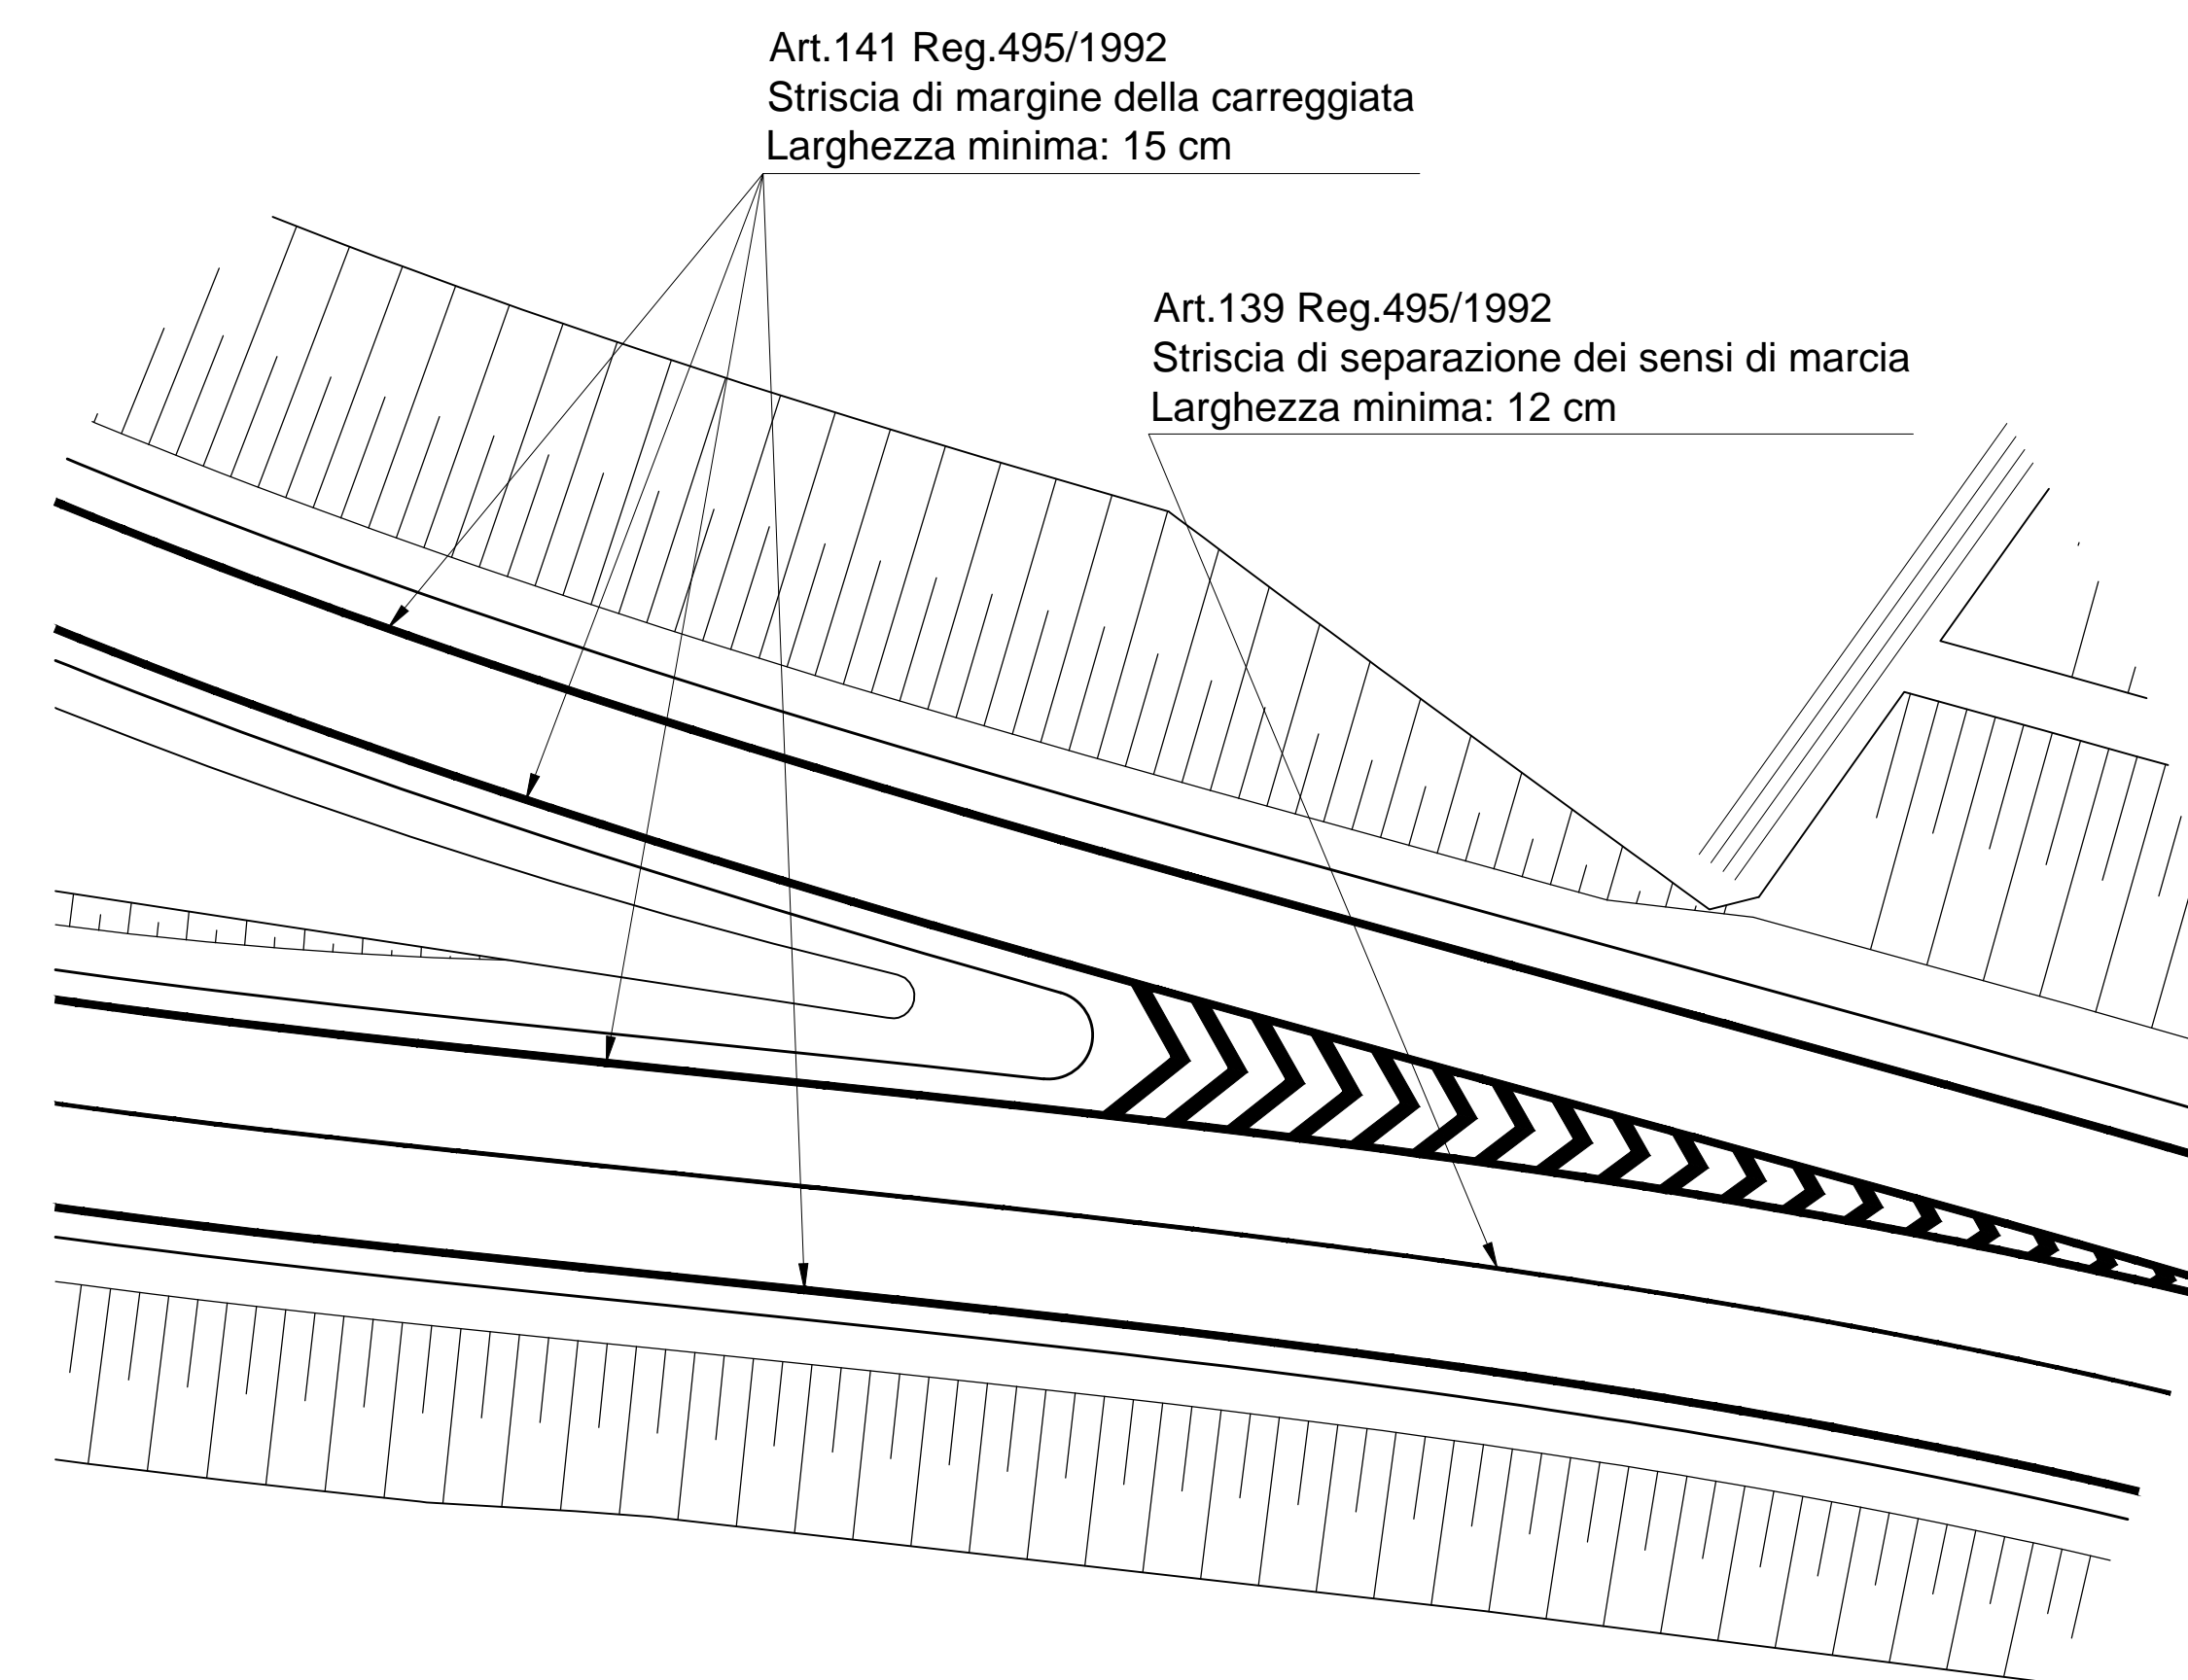 Art.141 Reg.495/1992
Striscia di margine della carreggiata
Larghezza minima: 15 cm
Art.139 Reg.495/1992
Striscia di separazione dei sensi di marcia
Larghezza minima: 12 cm